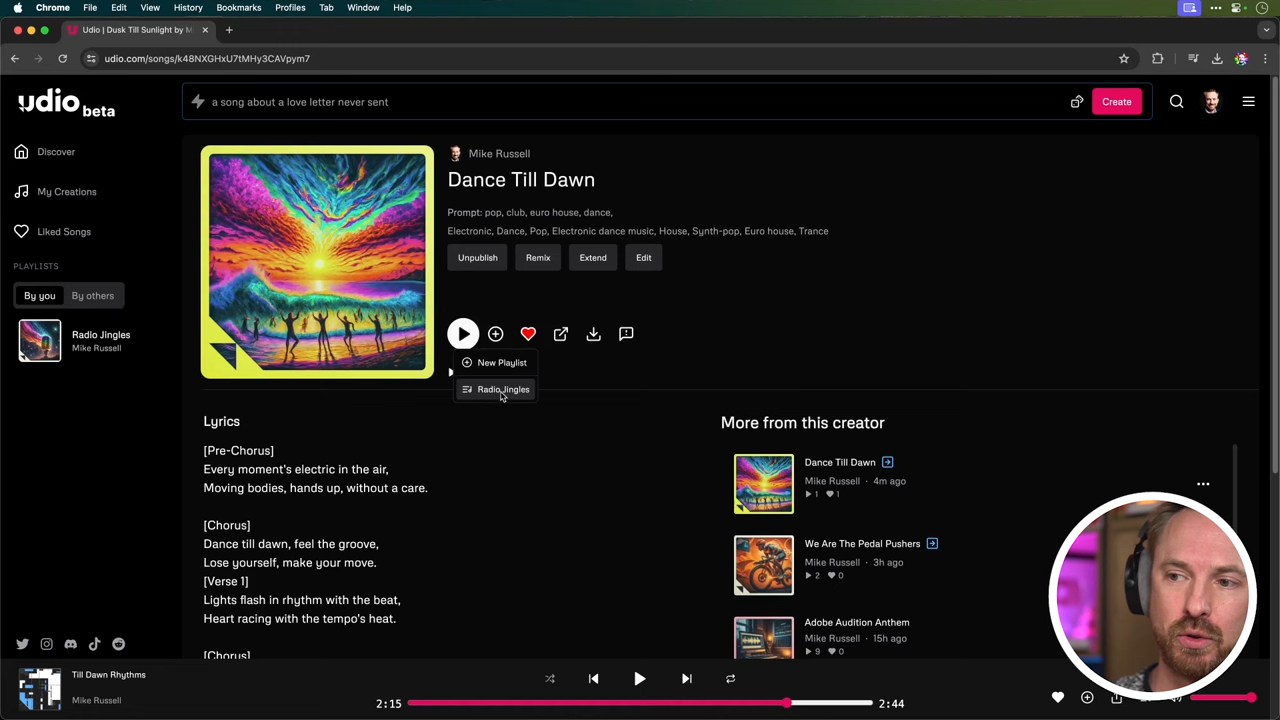 Chrome File Edit View History Bookmarks Profiles Tab Window Help
Udio | Dusk Till Sunlight by M
udio.com/songs/k48NXGHxU7tMHy3CAVpym7
udio beta
a song about a love letter never sent
Create
Discover
My Creations
Liked Songs
PLAYLISTS
By you By others
Radio Jingles
Mike Russell
Mike Russell
Dance Till Dawn
Prompt: pop, club, euro house, dance,
Electronic, Dance, Pop, Electronic dance music, House, Synth-pop, Euro house, Trance
Unpublish Remix Extend Edit
New Playlist
Radio Jingles
Lyrics
[Pre-Chorus]
Every moment's electric in the air,
Moving bodies, hands up, without a care.
[Chorus]
Dance till dawn, feel the groove,
Lose yourself, make your move.
[Verse 1]
Lights flash in rhythm with the beat,
Heart racing with the tempo's heat.
[Chorus]
More from this creator
Dance Till Dawn
Mike Russell · 4m ago
1 1
We Are The Pedal Pushers
Mike Russell · 3h ago
2 0
Adobe Audition Anthem
Mike Russell · 15h ago
9 0
Till Dawn Rhythms
Mike Russell
2:15
2:44